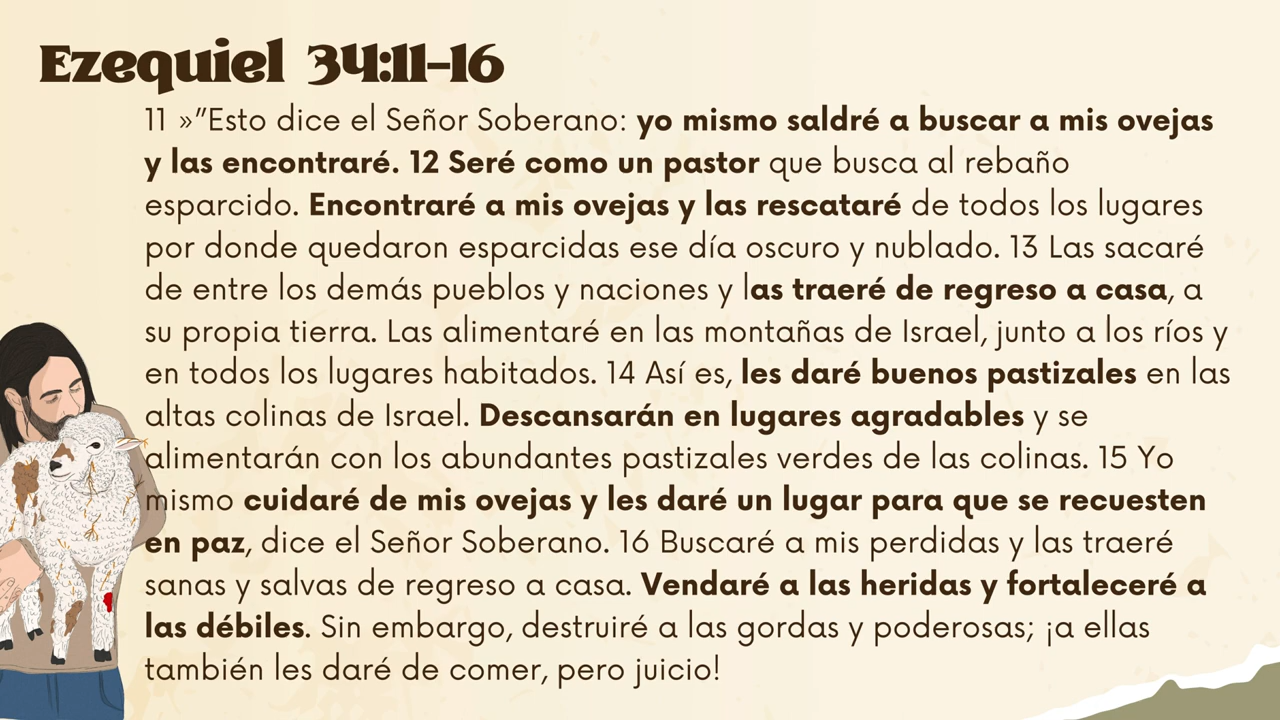 Ezequiel 34:11-16
11 »”Esto dice el Señor Soberano: yo mismo saldré a buscar a mis ovejas
y las encontraré. 12 Seré como un pastor que busca al rebaño
esparcido. Encontraré a mis ovejas y las rescataré de todos los lugares
por donde quedaron esparcidas ese día oscuro y nublado. 13 Las sacaré
de entre los demás pueblos y naciones y las traeré de regreso a casa, a
su propia tierra. Las alimentaré en las montañas de Israel, junto a los ríos y
en todos los lugares habitados. 14 Así es, les daré buenos pastizales en las
altas colinas de Israel. Descansarán en lugares agradables y se
alimentarán con los abundantes pastizales verdes de las colinas. 15 Yo
mismo cuidaré de mis ovejas y les daré un lugar para que se recuesten
en paz, dice el Señor Soberano. 16 Buscaré a mis perdidas y las traeré
sanas y salvas de regreso a casa. Vendaré a las heridas y fortaleceré a
las débiles. Sin embargo, destruiré a las gordas y poderosas; ¡a ellas
también les daré de comer, pero juicio!